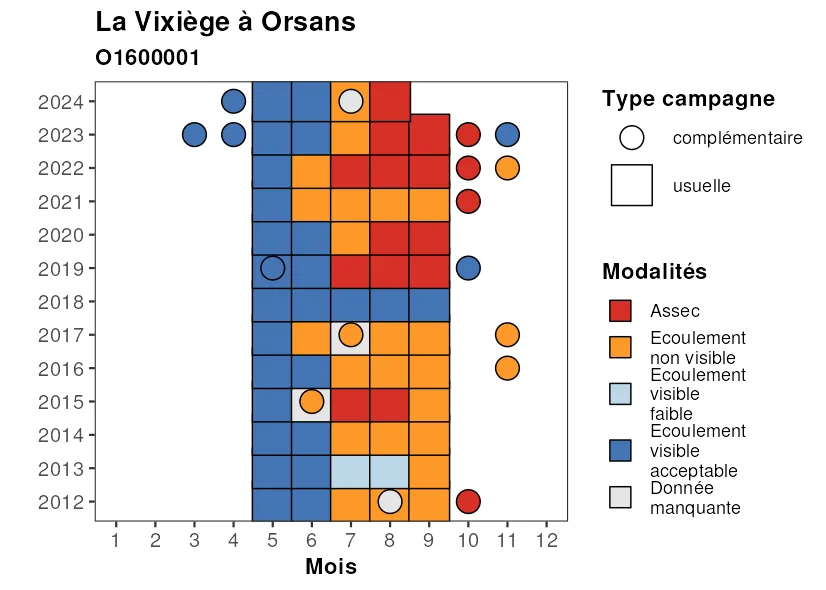 La Vixiège à Orsans
O1600001
2024
2023
2022
2021
2020
2019
2018
2017
2016
2015
2014
2013
2012
1 2 3 4 5 6 7 8 9 10 11 12
Mois
Type campagne
complémentaire
usuelle
Modalités
Assec
Ecoulement
non visible
Ecoulement
visible
faible
Ecoulement
visible
acceptable
Donnée
manquante